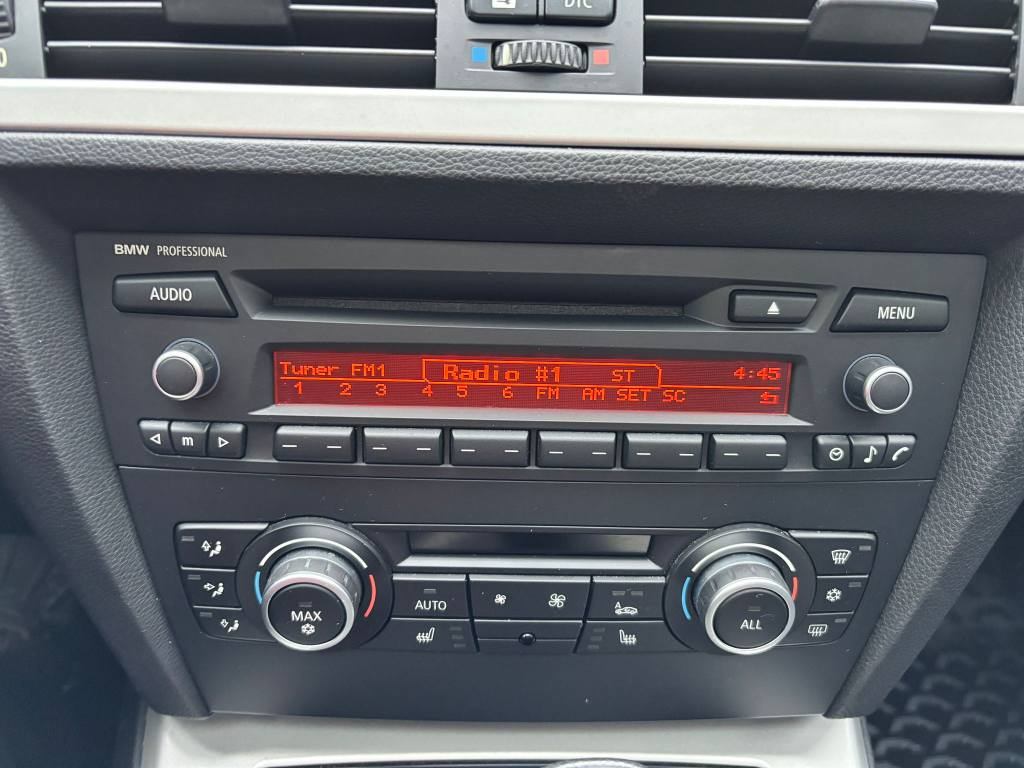 DTC
BMW PROFESSIONAL
AUDIO
MENU
Tuner FM1 Radio #1 ST 4:45
1 2 3 4 5 6 FM AM SET SC
m
MAX
AUTO
A
ALL